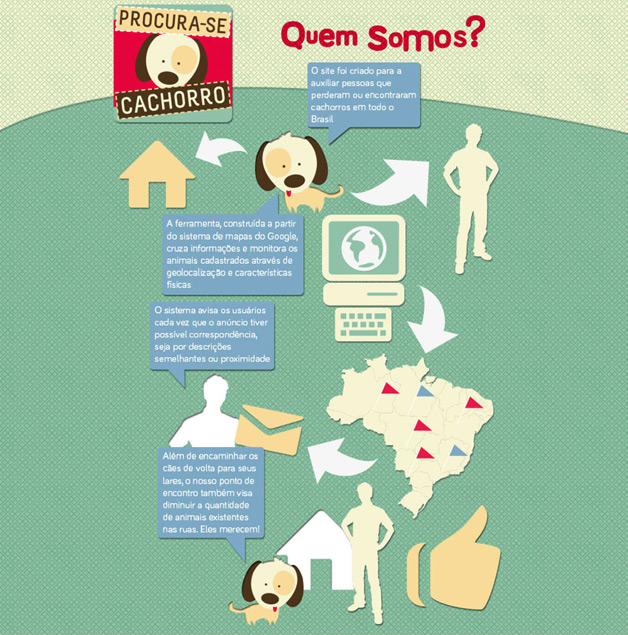 PROCURA-SE
CACHORRO
Quem Somos?
O site foi criado para a
auxiliar pessoas que
perderam ou encontraram
cachorros em todo o
Brasil
A ferramenta, construída a partir
do sistema de mapas do Google,
cruza informações e monitora os
animais cadastrados através de
geolocalização e características
físicas
O sistema avisa os usuários
cada vez que o anúncio tiver
possível correspondência,
seja por descrições
semelhantes ou proximidade
Além de encaminhar os
cães de volta para seus
lares, o nosso ponto de
encontro também visa
diminuir a quantidade
de animais existentes
nas ruas. Eles merecem!